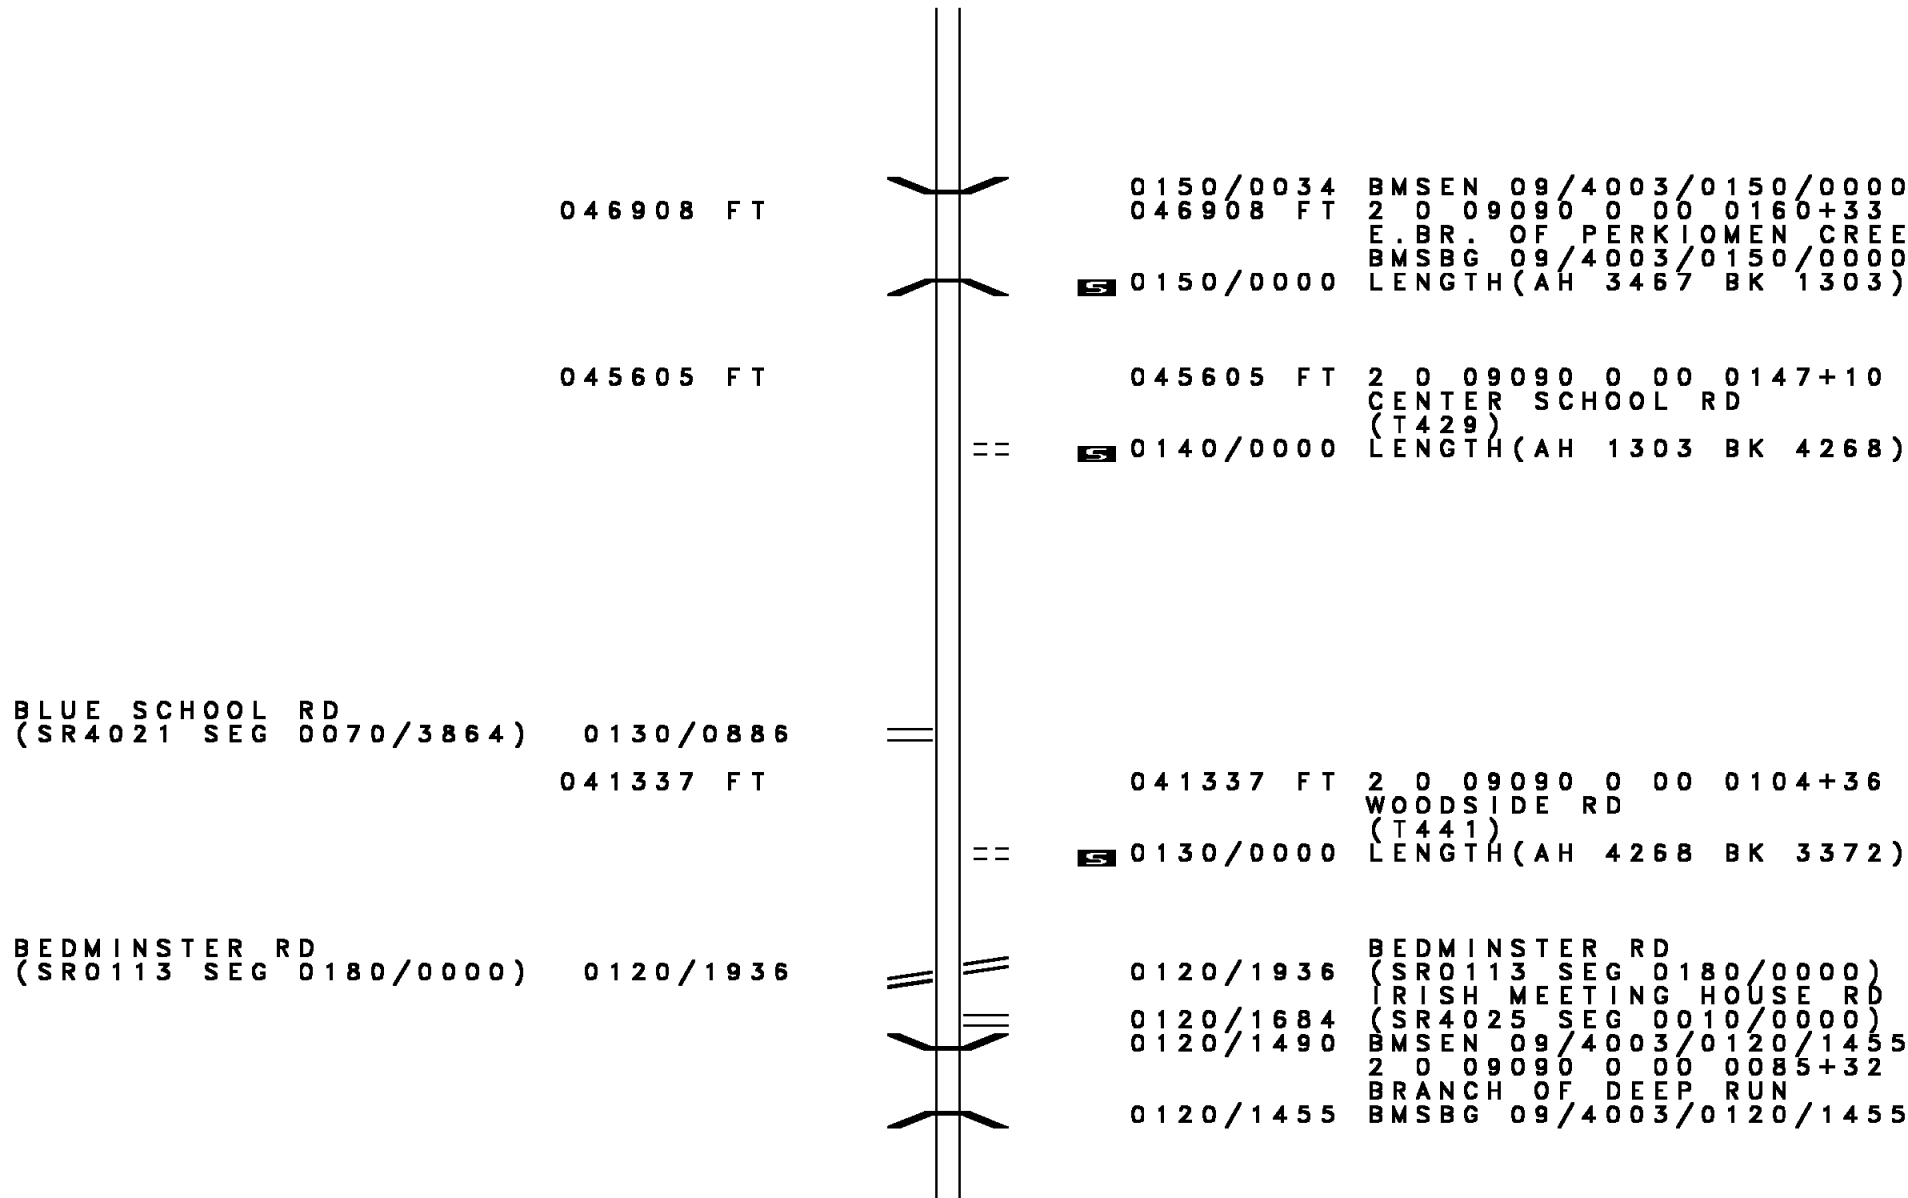 0150/0034 BMSEN 09/4003/0150/0000
046908 FT 046908 FT 2 0 09090 0 00 0160+33
E.BR. OF PERKIOMEN CREE
BMSBG 09/4003/0150/0000
S 0150/0000 LENGTH(AH 3467 BK 1303)
045605 FT 045605 FT 2 0 09090 0 00 0147+10
CENTER SCHOOL RD
(T429)
S 0140/0000 LENGTH(AH 1303 BK 4268)
BLUE SCHOOL RD
(SR4021 SEG 0070/3864) 0130/0886
041337 FT 041337 FT 2 0 09090 0 00 0104+36
WOODSIDE RD
(T441)
S 0130/0000 LENGTH(AH 4268 BK 3372)
BEDMINSTER RD BEDMINSTER RD
(SR0113 SEG 0180/0000) 0120/1936 0120/1936 (SR0113 SEG 0180/0000)
IRISH MEETING HOUSE RD
0120/1684 (SR4025 SEG 0010/0000)
0120/1490 BMSEN 09/4003/0120/1455
2 0 09090 0 00 0085+32
BRANCH OF DEEP RUN
0120/1455 BMSBG 09/4003/0120/1455